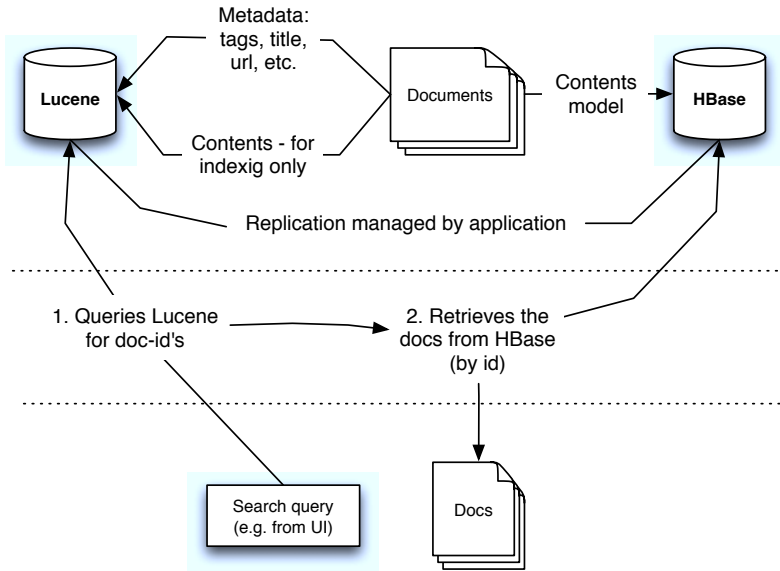 Metadata:
tags, title,
url, etc.
Lucene
Documents
Contents
model
HBase
Contents - for
indexig only
Replication managed by application
1. Queries Lucene
for doc-id's
2. Retrieves the
docs from HBase
(by id)
Search query
(e.g. from UI)
Docs